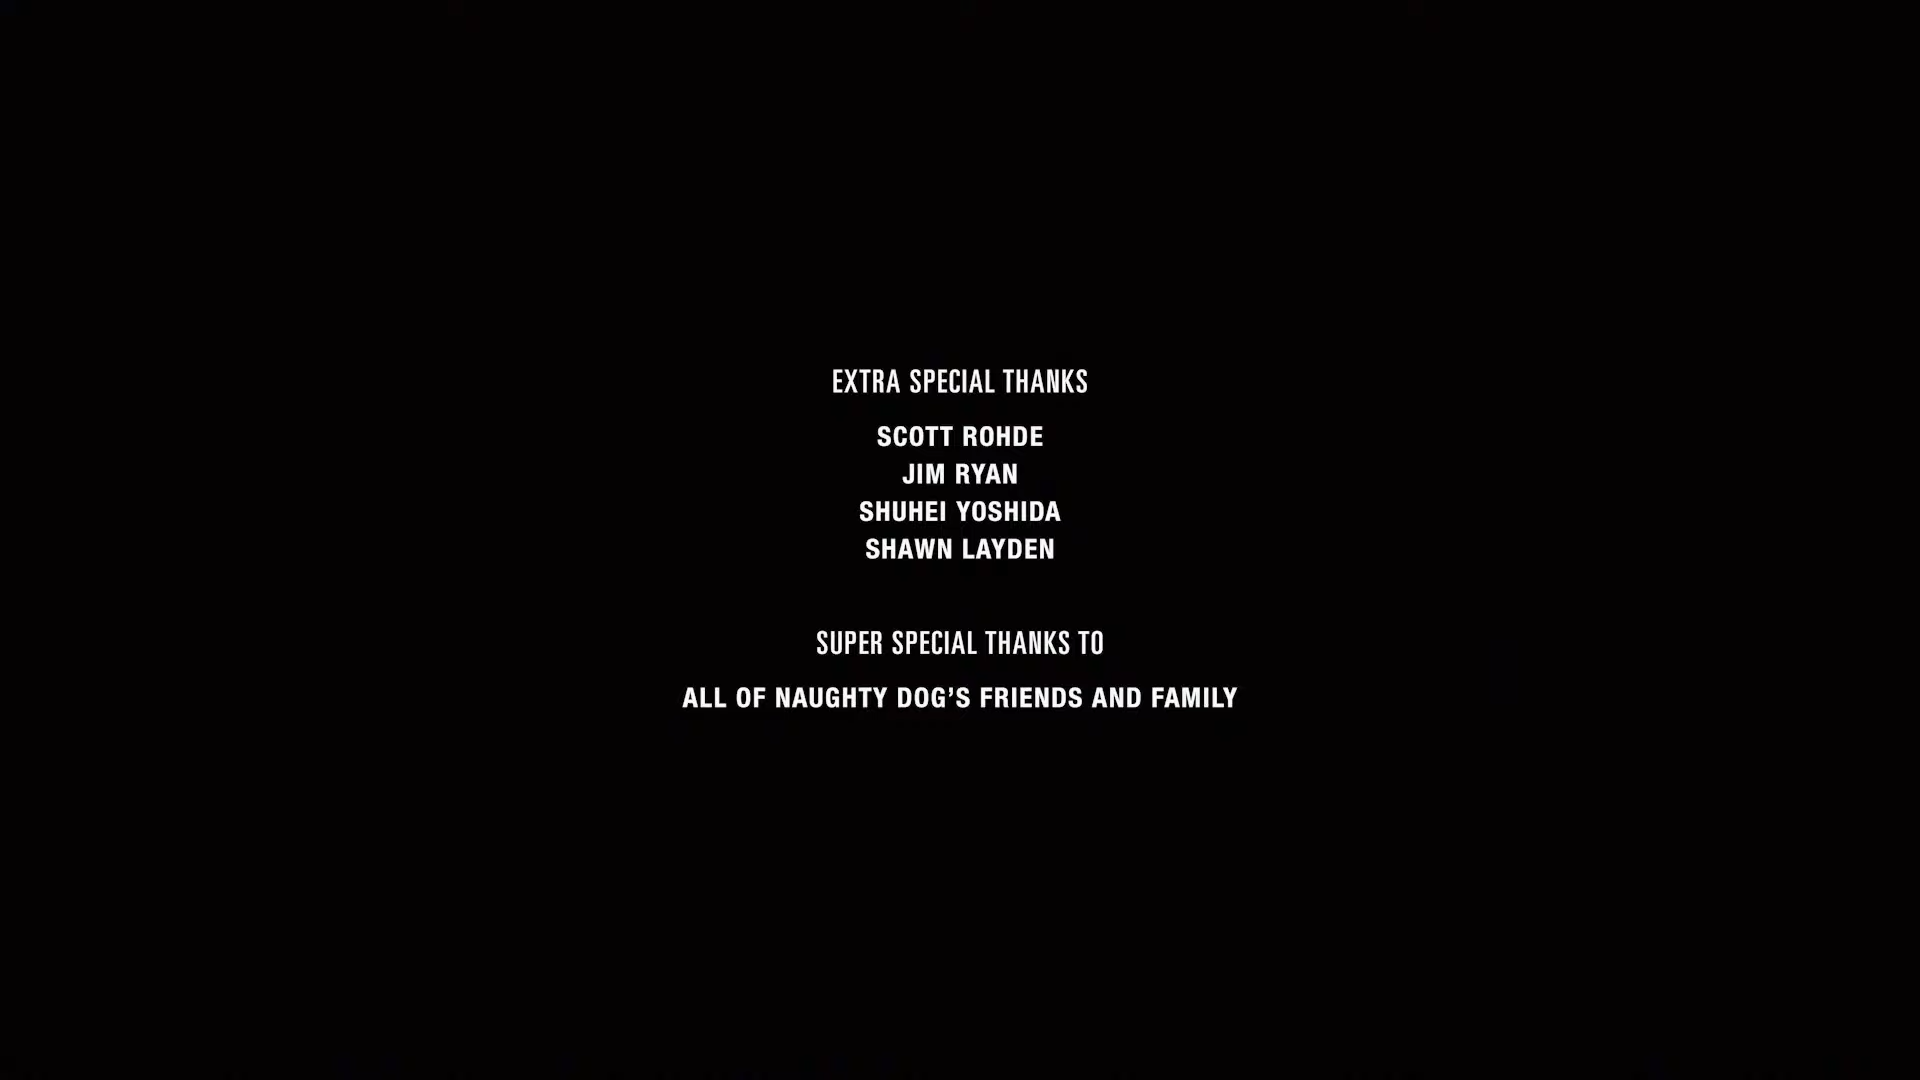 EXTRA SPECIAL THANKS
SCOTT ROHDE
JIM RYAN
SHUHEI YOSHIDA
SHAWN LAYDEN
SUPER SPECIAL THANKS TO
ALL OF NAUGHTY DOG’S FRIENDS AND FAMILY